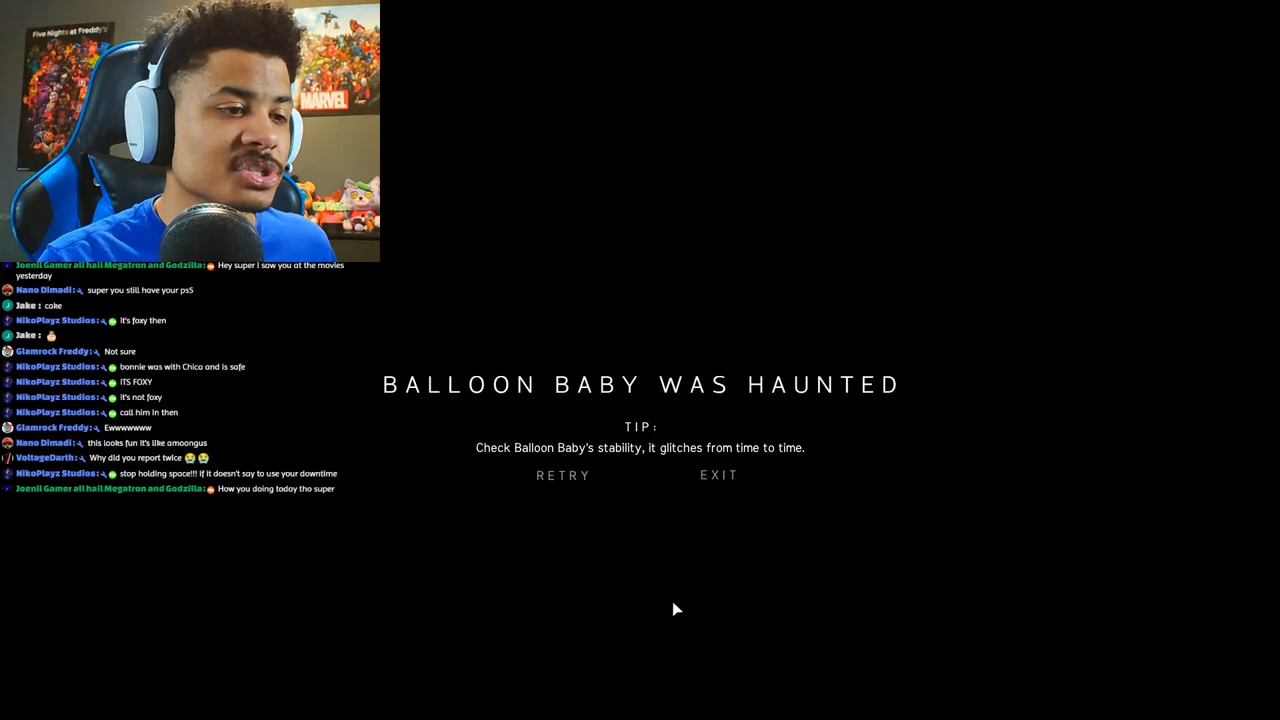 Five Nights at Freddy's
MARVEL
Joenil Gamer all hail Megatron and Godzilla: Hey super I saw you at the movies
yesterday
Nano Dimadi: super you still have your ps5
J Jake : cake
NikoPlayz Studios: it's foxy then
J Jake : 🎂
Glamrock Freddy: Not sure
NikoPlayz Studios: bonnie was with Chica and is safe
NikoPlayz Studios: ITS FOXY
NikoPlayz Studios: it's not foxy
NikoPlayz Studios: call him in then
Glamrock Freddy: Ewwwwwww
Nano Dimadi: this looks fun it's like amoongus
VoltageDarth: Why did you report twice 😭 😭
NikoPlayz Studios: stop holding space!!! if it doesn't say to use your downtime
Joenil Gamer all hail Megatron and Godzilla: How you doing today tho super
BALLOON BABY WAS HAUNTED
TIP:
Check Balloon Baby's stability, it glitches from time to time.
RETRY EXIT